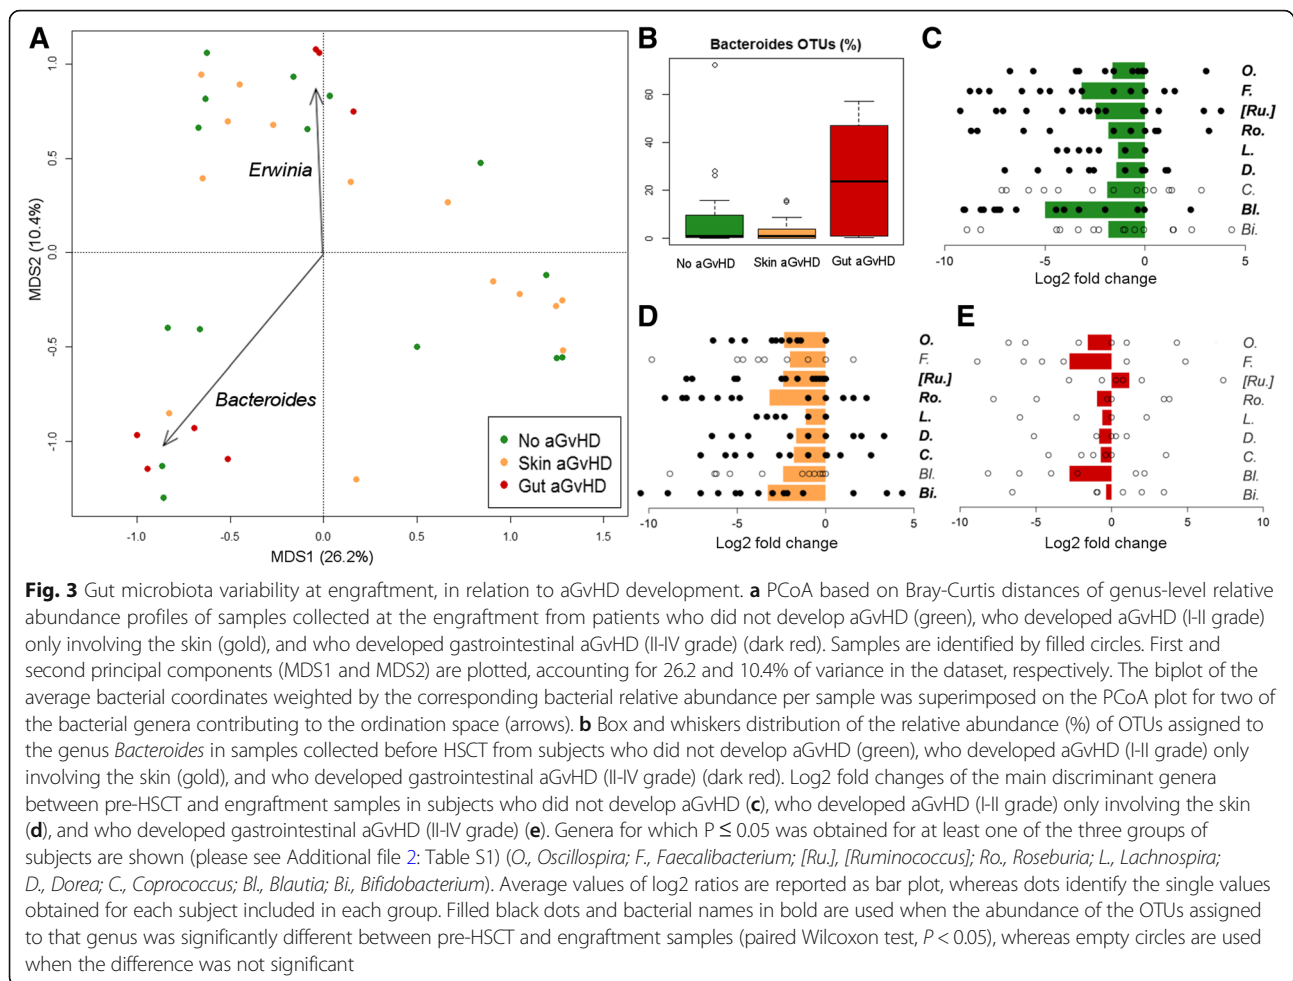 A
MDS2 (10.4%)
1.0
0.5
0.0
-0.5
-1.0
Erwinia
Bacteroides
No aGvHD
Skin aGvHD
Gut aGvHD
-1.0
-0.5
0.0
0.5
1.0
1.5
MDS1 (26.2%)
B
Bacteroides OTUs (%)
60
40
20
0
No aGvHD
Skin aGvHD
Gut aGvHD
C
O.
F.
[Ru.]
Ro.
L.
D.
C.
Bl.
Bi.
-10
-5
0
5
Log2 fold change
D
O.
F.
[Ru.]
Ro.
L.
D.
C.
Bl.
Bi.
-10
-5
0
5
Log2 fold change
E
O.
F.
[Ru.]
Ro.
L.
D.
C.
Bl.
Bi.
-10
-5
0
5
10
Log2 fold change
Fig. 3 Gut microbiota variability at engraftment, in relation to aGvHD development. a PCoA based on Bray-Curtis distances of genus-level relative
abundance profiles of samples collected at the engraftment from patients who did not develop aGvHD (green), who developed aGvHD (I-II grade)
only involving the skin (gold), and who developed gastrointestinal aGvHD (II-IV grade) (dark red). Samples are identified by filled circles. First and
second principal components (MDS1 and MDS2) are plotted, accounting for 26.2 and 10.4% of variance in the dataset, respectively. The biplot of the
average bacterial coordinates weighted by the corresponding bacterial relative abundance per sample was superimposed on the PCoA plot for two of
the bacterial genera contributing to the ordination space (arrows). b Box and whiskers distribution of the relative abundance (%) of OTUs assigned to
the genus Bacteroides in samples collected before HSCT from subjects who did not develop aGvHD (green), who developed aGvHD (I-II grade) only
involving the skin (gold), and who developed gastrointestinal aGvHD (II-IV grade) (dark red). Log2 fold changes of the main discriminant genera
between pre-HSCT and engraftment samples in subjects who did not develop aGvHD (c), who developed aGvHD (I-II grade) only involving the skin
(d), and who developed gastrointestinal aGvHD (II-IV grade) (e). Genera for which P ≤ 0.05 was obtained for at least one of the three groups of
subjects are shown (please see Additional file 2: Table S1) (O., Oscillospira; F., Faecalibacterium; [Ru.], [Ruminococcus]; Ro., Roseburia; L., Lachnospira;
D., Dorea; C., Coprococcus; Bl., Blautia; Bi., Bifidobacterium). Average values of log2 ratios are reported as bar plot, whereas dots identify the single values
obtained for each subject included in each group. Filled black dots and bacterial names in bold are used when the abundance of the OTUs assigned
to that genus was significantly different between pre-HSCT and engraftment samples (paired Wilcoxon test, P < 0.05), whereas empty circles are used
when the difference was not significant